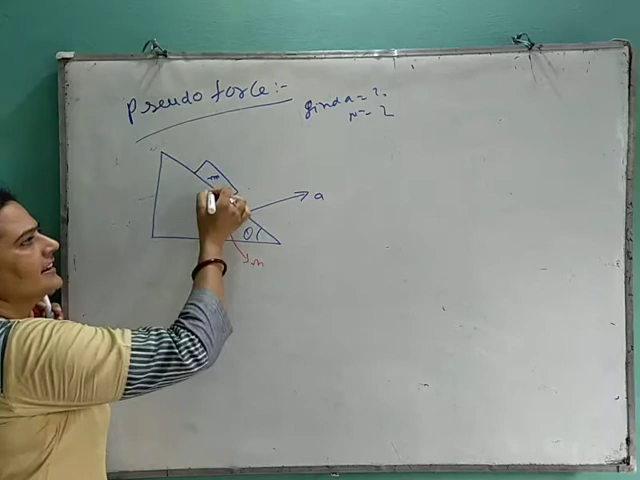 Pseudo force:-
find a = ?
N = ?
m
a
θ
m